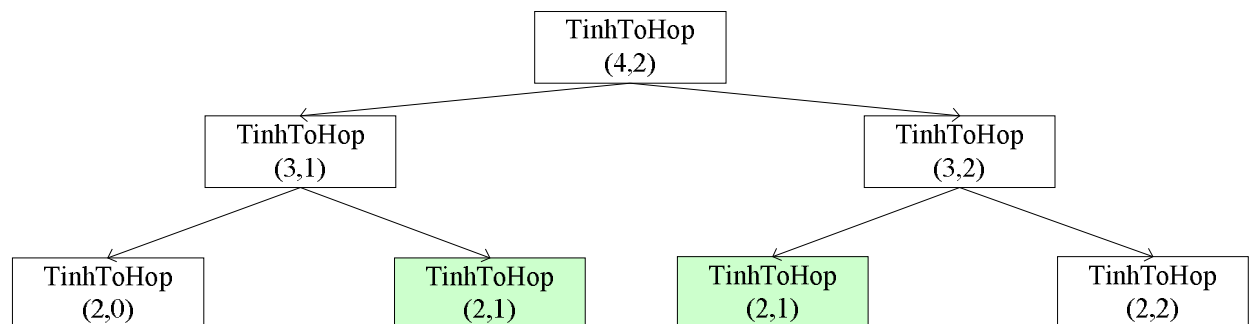 TinhToHop
(4,2)
TinhToHop
(3,1)
TinhToHop
(3,2)
TinhToHop
(2,0)
TinhToHop
(2,1)
TinhToHop
(2,1)
TinhToHop
(2,2)